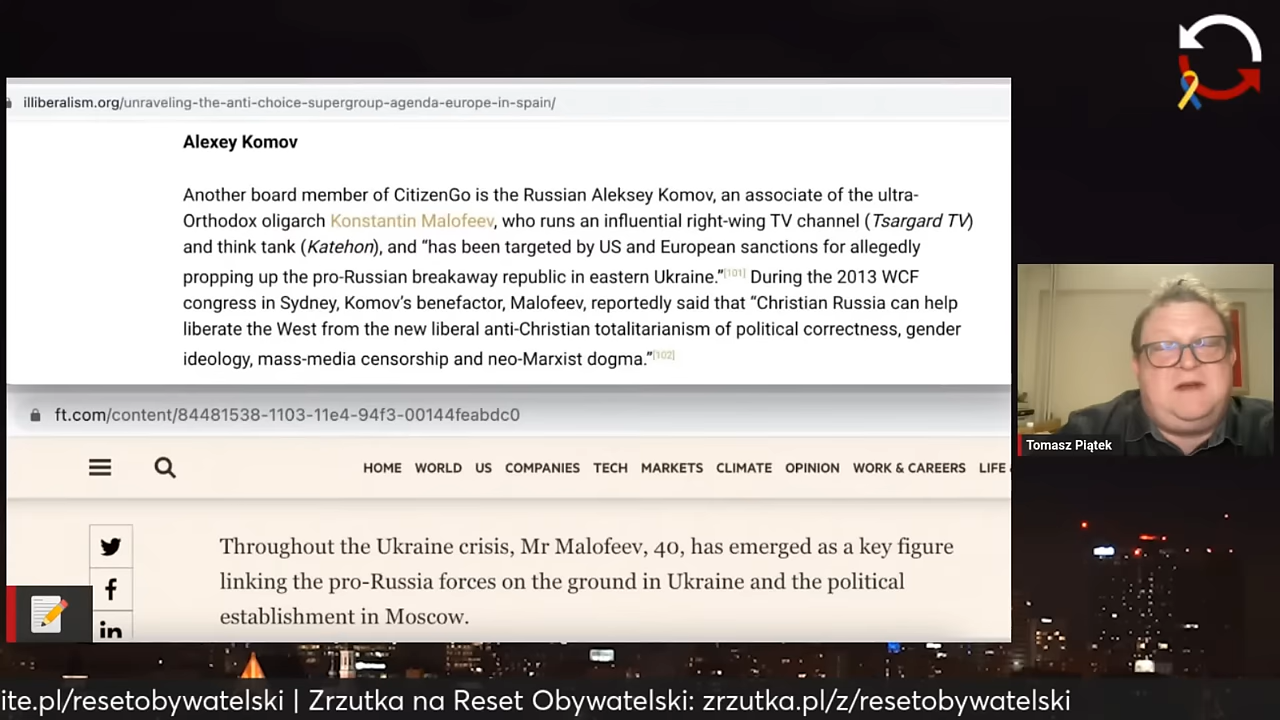 illiberalism.org/unraveling-the-anti-choice-supergroup-agenda-europe-in-spain/
Alexey Komov
Another board member of CitizenGo is the Russian Aleksey Komov, an associate of the ultra-
Orthodox oligarch Konstantin Malofeev, who runs an influential right-wing TV channel (Tsargard TV)
and think tank (Katehon), and “has been targeted by US and European sanctions for allegedly
propping up the pro-Russian breakaway republic in eastern Ukraine.”[101] During the 2013 WCF
congress in Sydney, Komov’s benefactor, Malofeev, reportedly said that “Christian Russia can help
liberate the West from the new liberal anti-Christian totalitarianism of political correctness, gender
ideology, mass-media censorship and neo-Marxist dogma.”[102]
ft.com/content/84481538-1103-11e4-94f3-00144feabdc0
HOME WORLD US COMPANIES TECH MARKETS CLIMATE OPINION WORK & CAREERS LIFE
Throughout the Ukraine crisis, Mr Malofeev, 40, has emerged as a key figure
linking the pro-Russia forces on the ground in Ukraine and the political
establishment in Moscow.
in
Tomasz Piątek
ite.pl/resetobywatelski | Zrzutka na Reset Obywatelski: zrzutka.pl/z/resetobywatelski